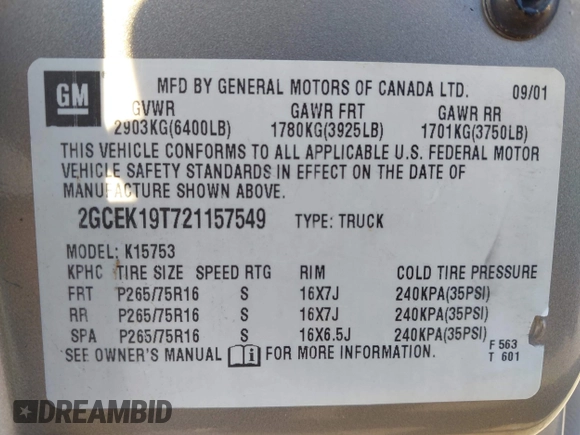 GM
MFD BY GENERAL MOTORS OF CANADA LTD. 09/01
GVWR GAWR FRT GAWR RR
2903KG(6400LB) 1780KG(3925LB) 1701KG(3750LB)
THIS VEHICLE CONFORMS TO ALL APPLICABLE U.S. FEDERAL MOTOR
VEHICLE SAFETY STANDARDS IN EFFECT ON THE DATE OF
MANUFACTURE SHOWN ABOVE.
2GCEK19T721157549 TYPE: TRUCK
MODEL: K15753
KPHC TIRE SIZE SPEED RTG RIM COLD TIRE PRESSURE
FRT P265/75R16 S 16X7J 240KPA(35PSI)
RR P265/75R16 S 16X7J 240KPA(35PSI)
SPA P265/75R16 S 16X6.5J 240KPA(35PSI)
SEE OWNER'S MANUAL FOR MORE INFORMATION.
F 563
T 601
DREAMBID